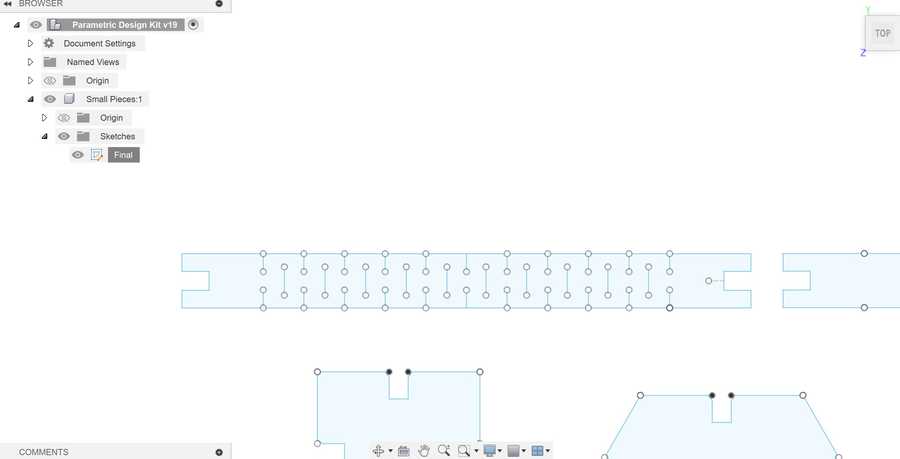 BROWSER
Parametric Design Kit v19
Document Settings
Named Views
Origin
Small Pieces:1
Origin
Sketches
Final
Y
TOP
Z
COMMENTS